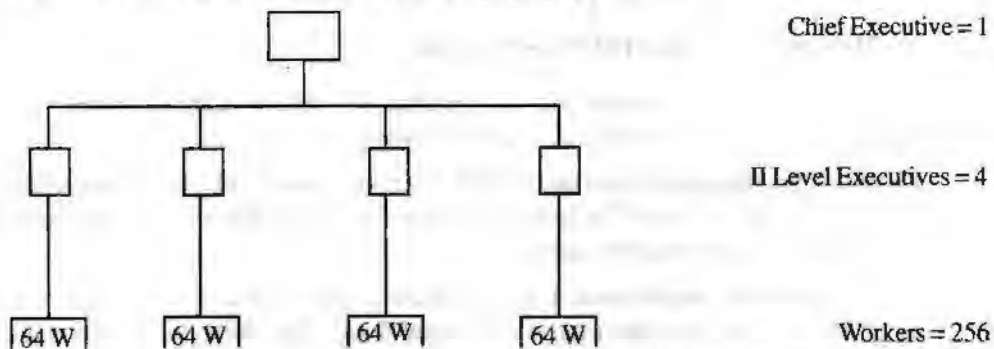 Chief Executive = 1
II Level Executives = 4
64 W 64 W 64 W 64 W Workers = 256